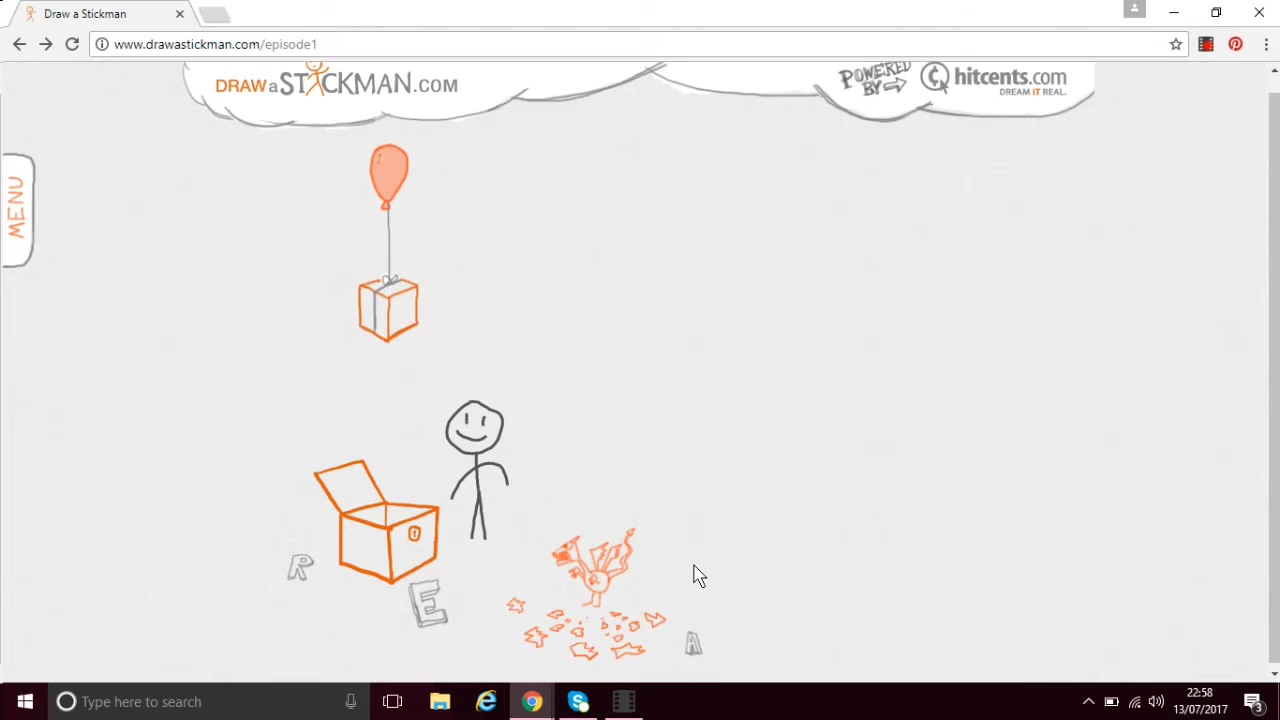 Draw a Stickman
www.drawastickman.com/episode1
DRAWaSTICKMAN.COM
POWERED
BY
hitcents.com
DREAM IT REAL.
MENU
R
E
A
Type here to search
22:58
13/07/2017
3